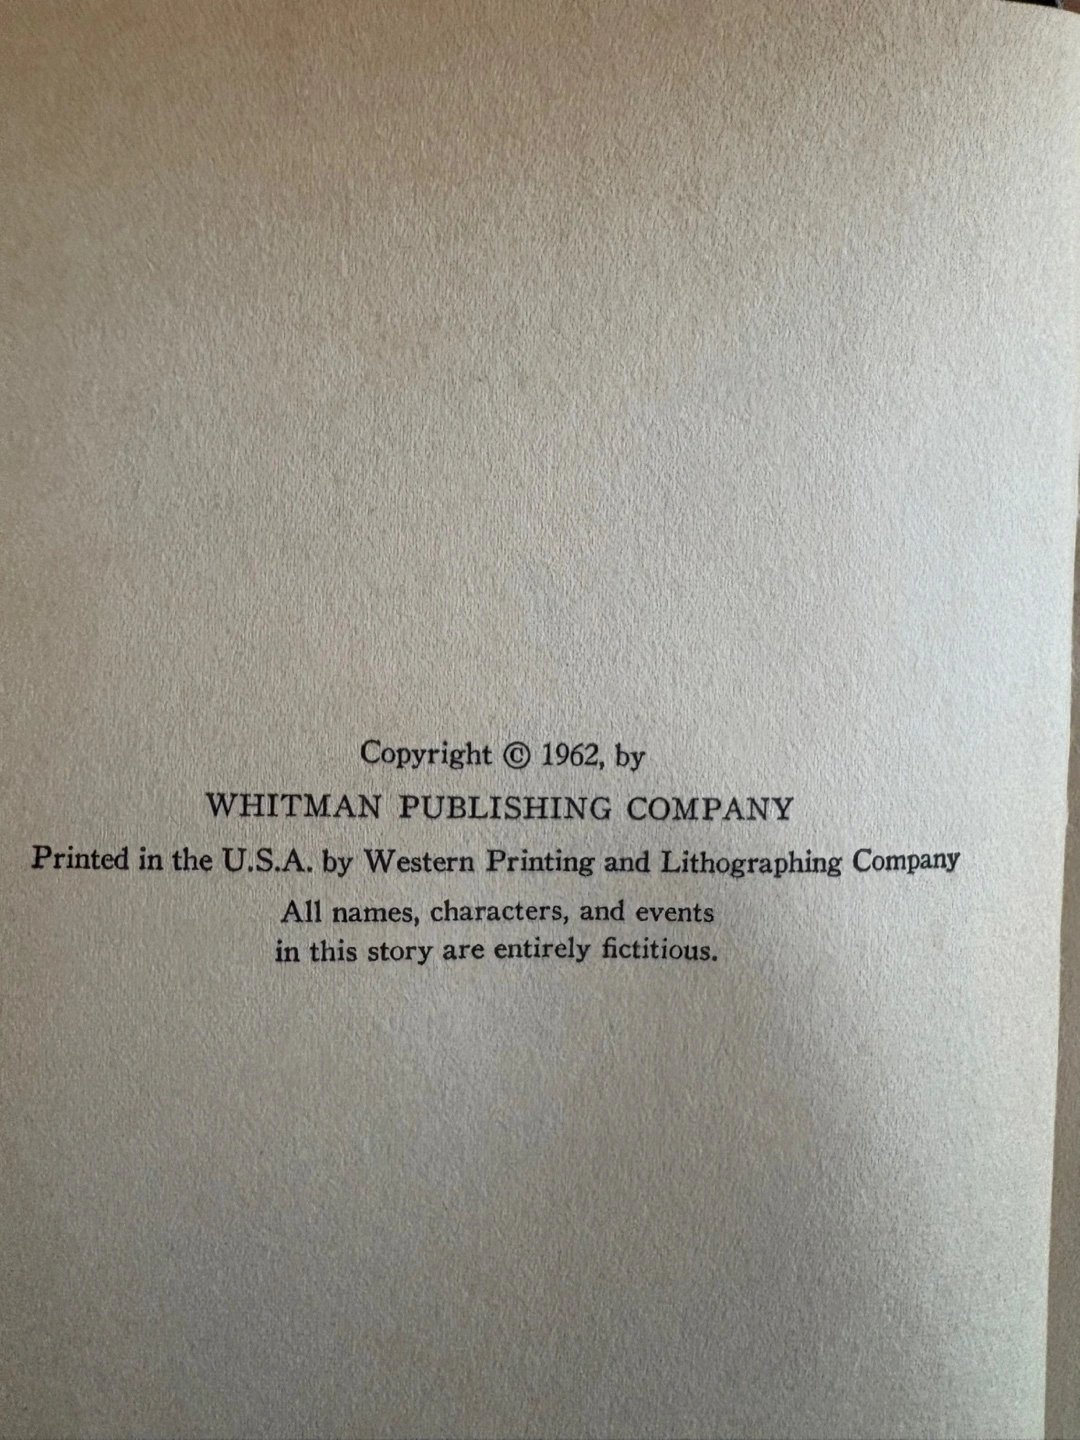 Copyright © 1962, by
WHITMAN PUBLISHING COMPANY
Printed in the U.S.A. by Western Printing and Lithographing Company
All names, characters, and events
in this story are entirely fictitious.